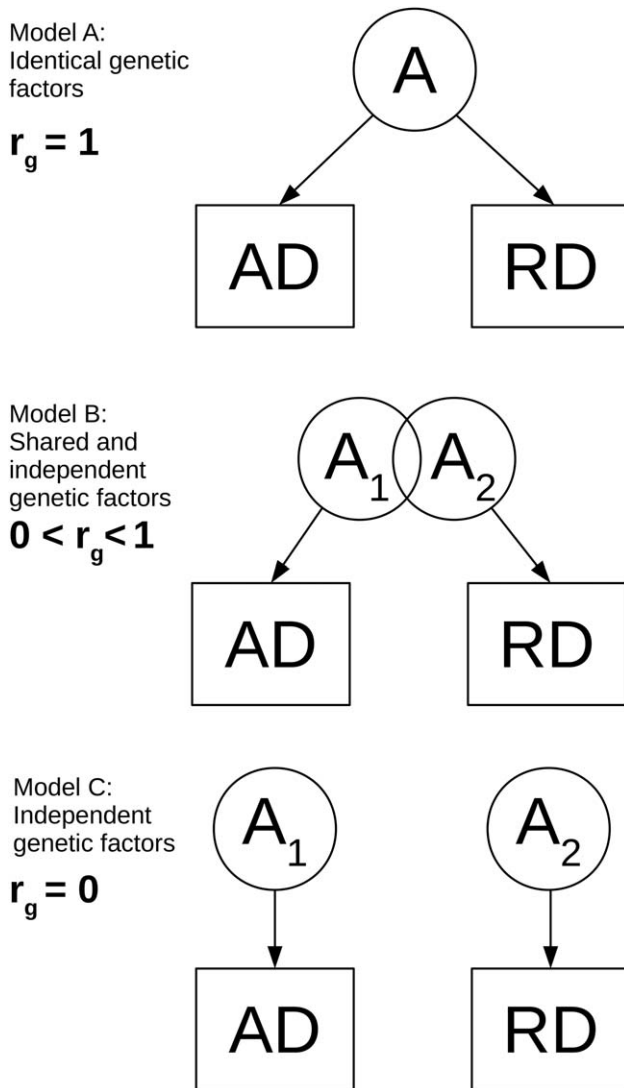 Model A:
Identical genetic
factors
r_g = 1
A
AD RD
Model B:
Shared and
independent
genetic factors
0 < r_g < 1
A_1 A_2
AD RD
Model C:
Independent
genetic factors
r_g = 0
A_1 A_2
AD RD